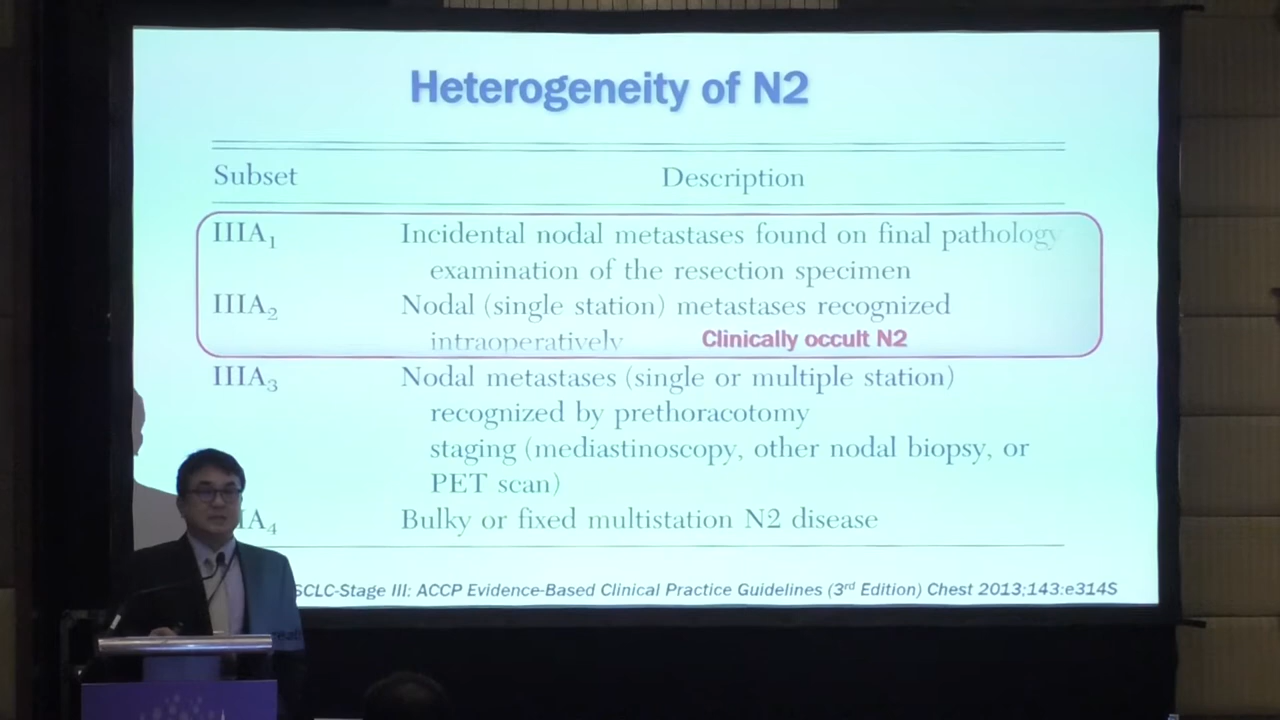 Heterogeneity of N2
Subset Description
IIIA₁ Incidental nodal metastases found on final pathology
examination of the resection specimen
IIIA₂ Nodal (single station) metastases recognized
intraoperatively Clinically occult N2
IIIA₃ Nodal metastases (single or multiple station)
recognized by prethoracotomy
staging (mediastinoscopy, other nodal biopsy, or
PET scan)
IA₄ Bulky or fixed multistation N2 disease
SCLC-Stage III: ACCP Evidence-Based Clinical Practice Guidelines (3rd Edition) Chest 2013;143:e314S